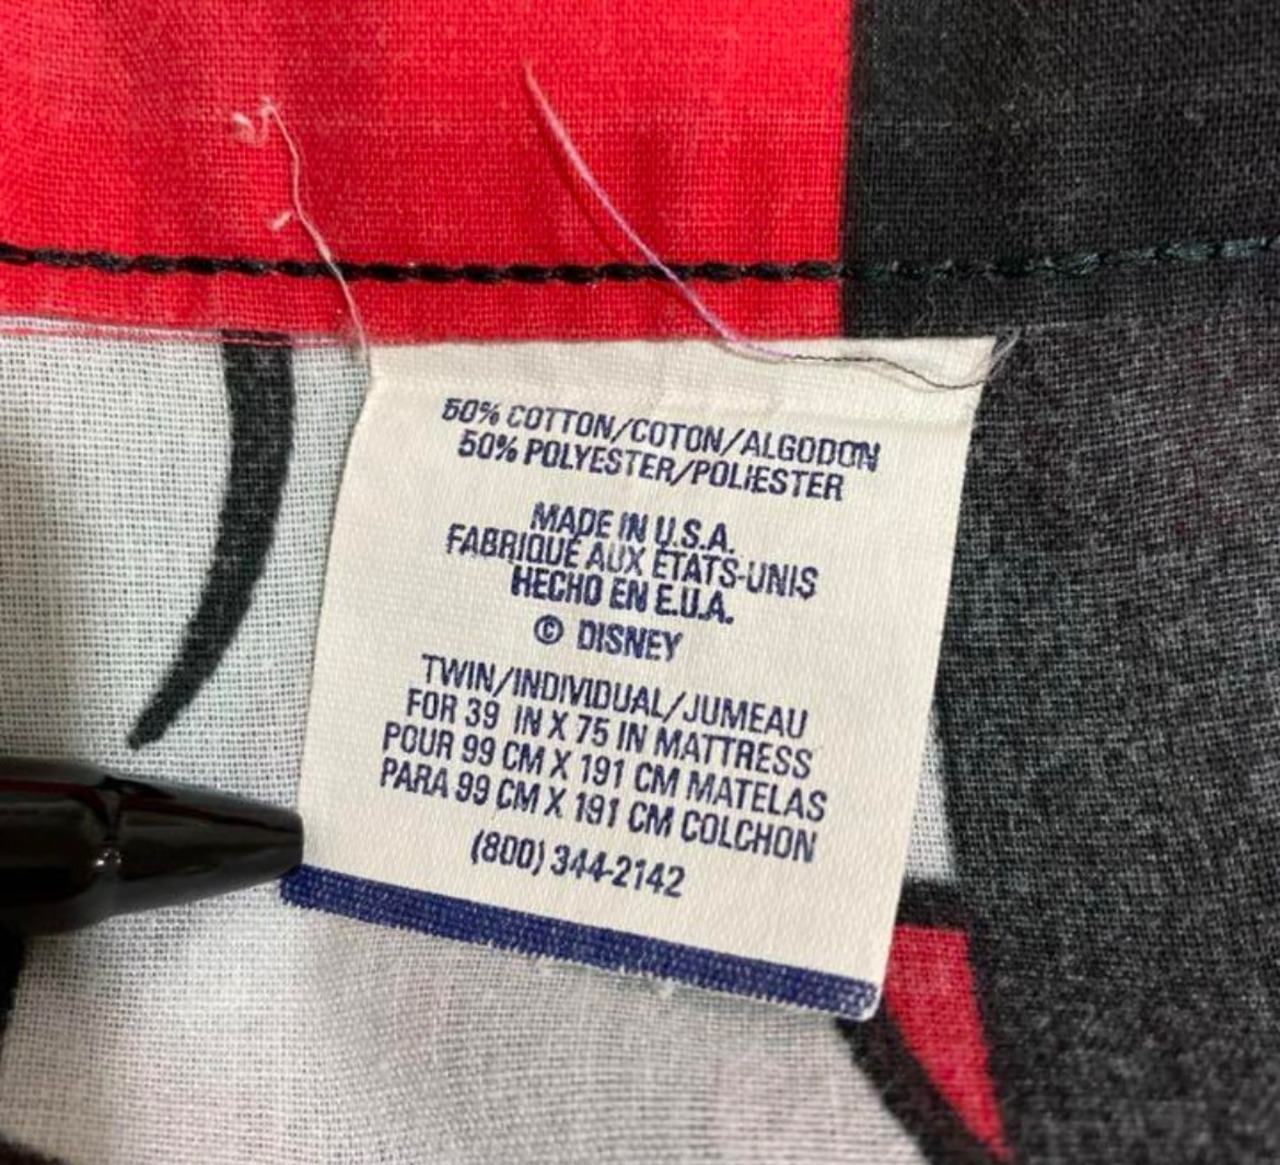 50% COTTON/COTON/ALGODON
50% POLYESTER/POLIESTER
MADE IN U.S.A.
FABRIQUÉ AUX ÉTATS-UNIS
HECHO EN E.U.A.
© DISNEY
TWIN/INDIVIDUAL/JUMEAU
FOR 39 IN X 75 IN MATTRESS
POUR 99 CM X 191 CM MATELAS
PARA 99 CM X 191 CM COLCHON
(800) 344-2142